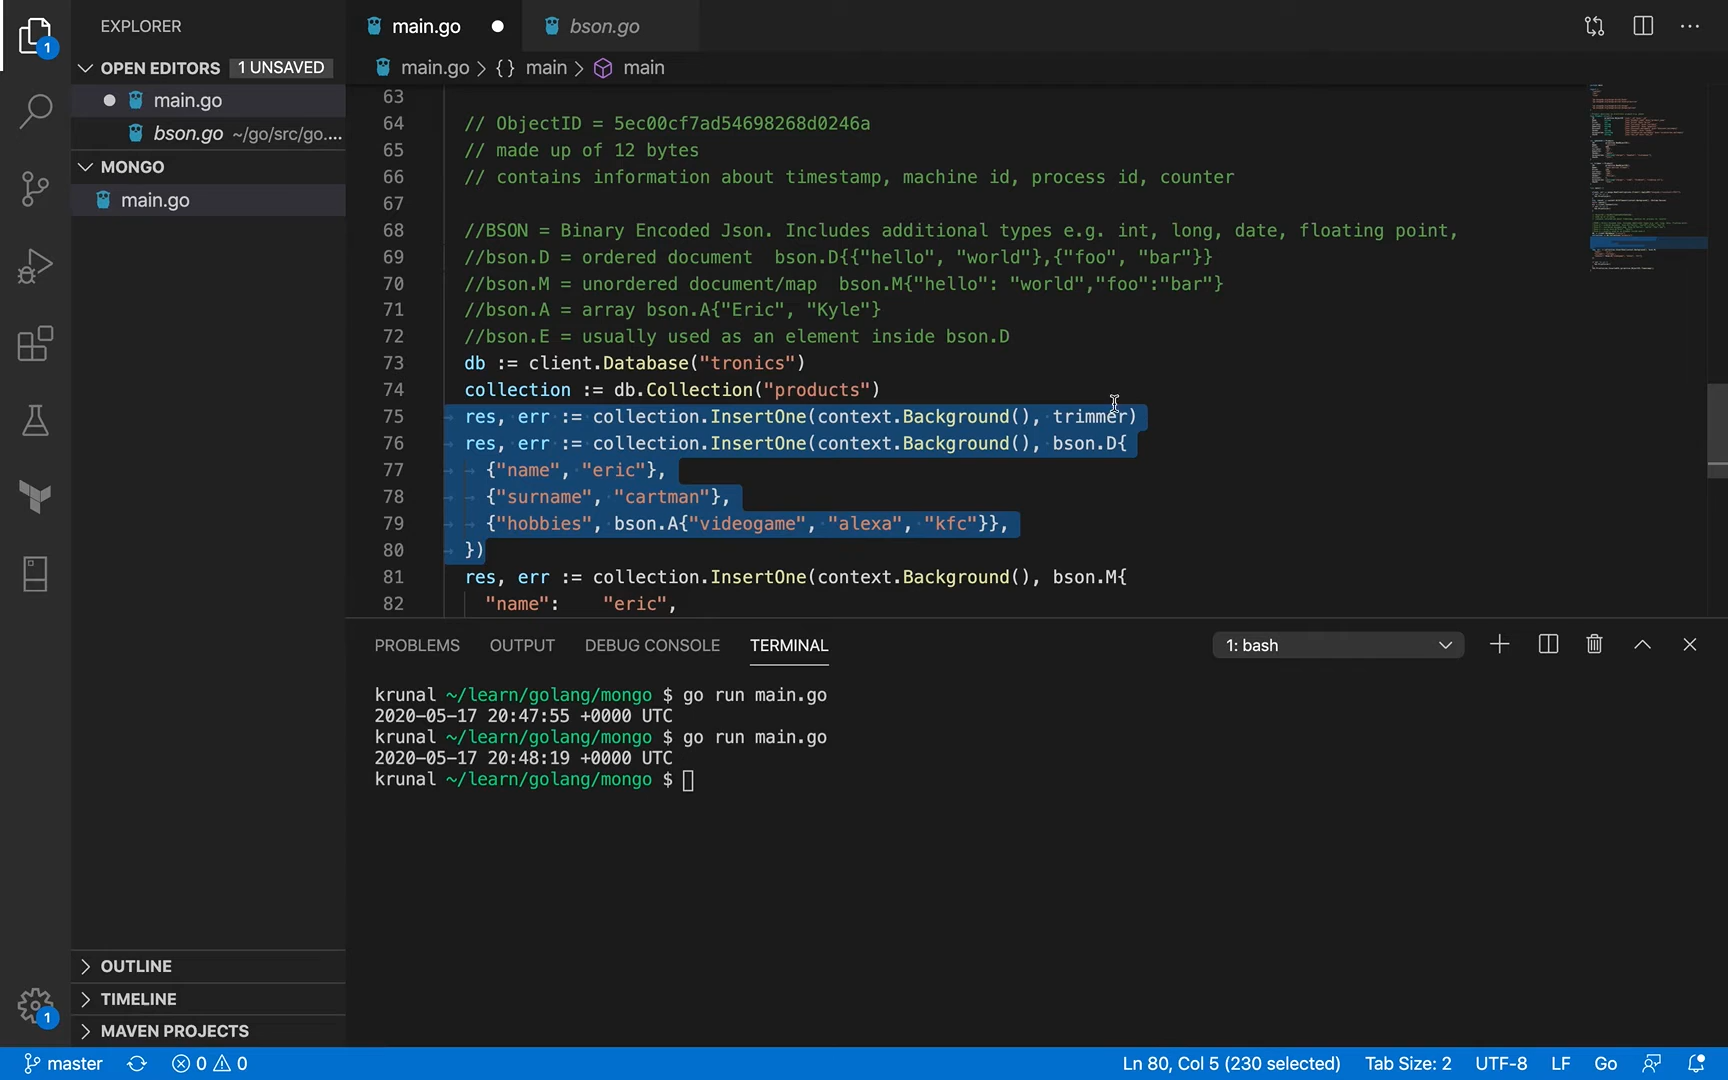 EXPLORER
main.go
bson.go
OPEN EDITORS 1 UNSAVED
main.go > {} main > main
main.go
bson.go ~/go/src/go....
MONGO
main.go
63
64 // ObjectID = 5ec00cf7ad54698268d0246a
65 // made up of 12 bytes
66 // contains information about timestamp, machine id, process id, counter
67
68 //BSON = Binary Encoded Json. Includes additional types e.g. int, long, date, floating point,
69 //bson.D = ordered document  bson.D{{"hello", "world"},{"foo", "bar"}}
70 //bson.M = unordered document/map  bson.M{"hello": "world","foo":"bar"}
71 //bson.A = array bson.A{"Eric", "Kyle"}
72 //bson.E = usually used as an element inside bson.D
73 db := client.Database("tronics")
74 collection := db.Collection("products")
75 res, err := collection.InsertOne(context.Background(), trimmer)
76 res, err := collection.InsertOne(context.Background(), bson.D{
77 {"name", "eric"},
78 {"surname", "cartman"},
79 {"hobbies", bson.A{"videogame", "alexa", "kfc"}},
80 })
81 res, err := collection.InsertOne(context.Background(), bson.M{
82 "name":    "eric",
PROBLEMS OUTPUT DEBUG CONSOLE TERMINAL 1: bash
krunal ~/learn/golang/mongo $ go run main.go
2020-05-17 20:47:55 +0000 UTC
krunal ~/learn/golang/mongo $ go run main.go
2020-05-17 20:48:19 +0000 UTC
krunal ~/learn/golang/mongo $
OUTLINE
TIMELINE
MAVEN PROJECTS
1
1
master 0 0 Ln 80, Col 5 (230 selected) Tab Size: 2 UTF-8 LF Go